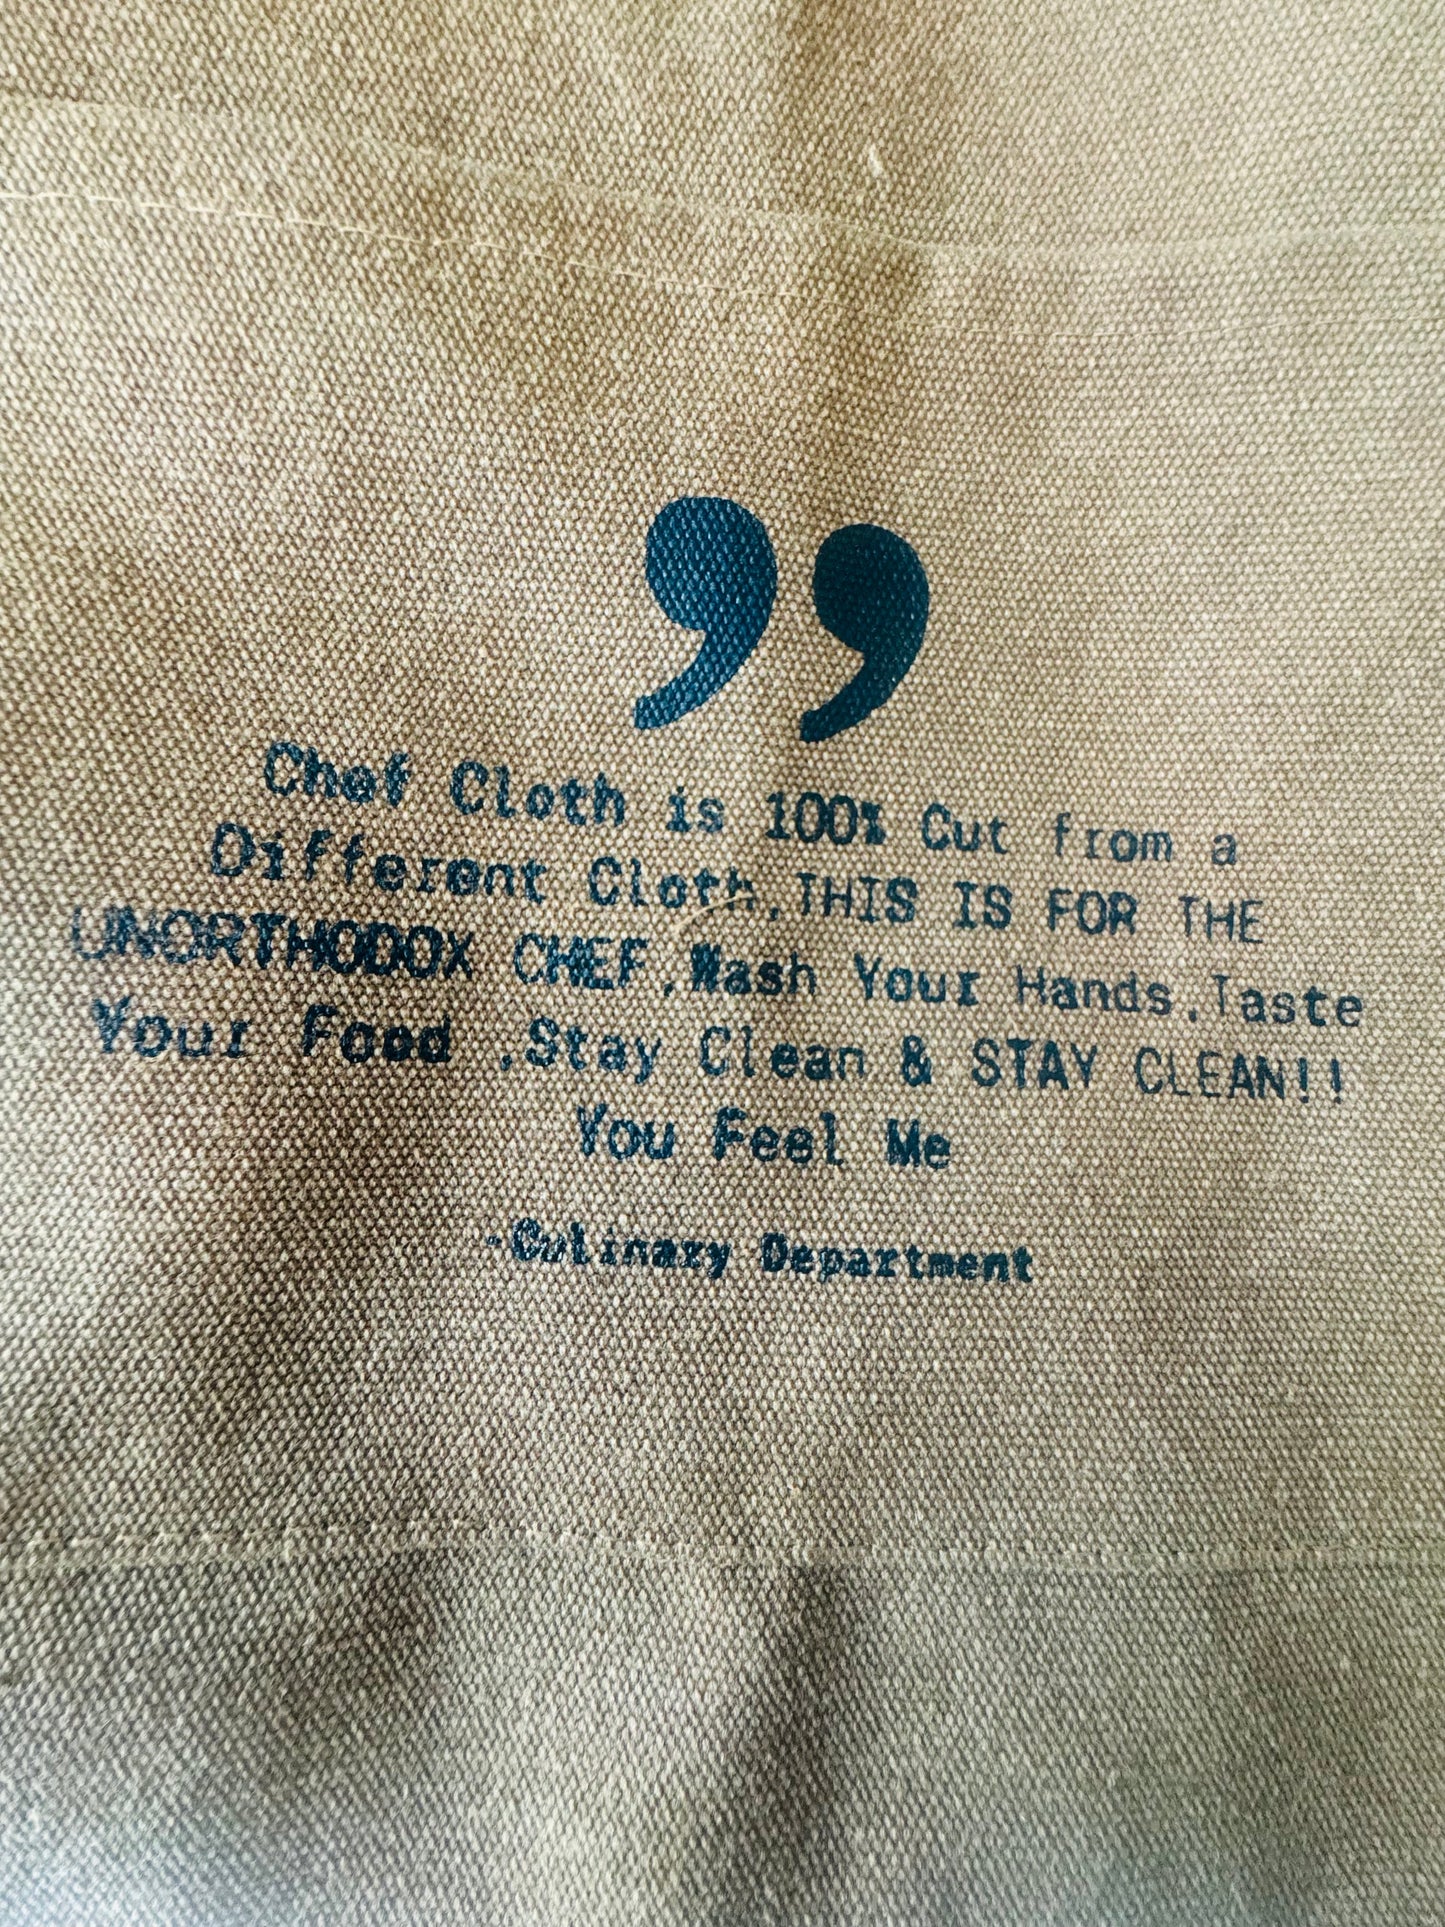 ”
Chef Cloth is 100% Cut from a
Different Cloth,THIS IS FOR THE
UNORTHODOX CHEF,Wash Your Hands,Taste
Your Food ,Stay Clean & STAY CLEAN!!
You Feel Me
-Culinary Department